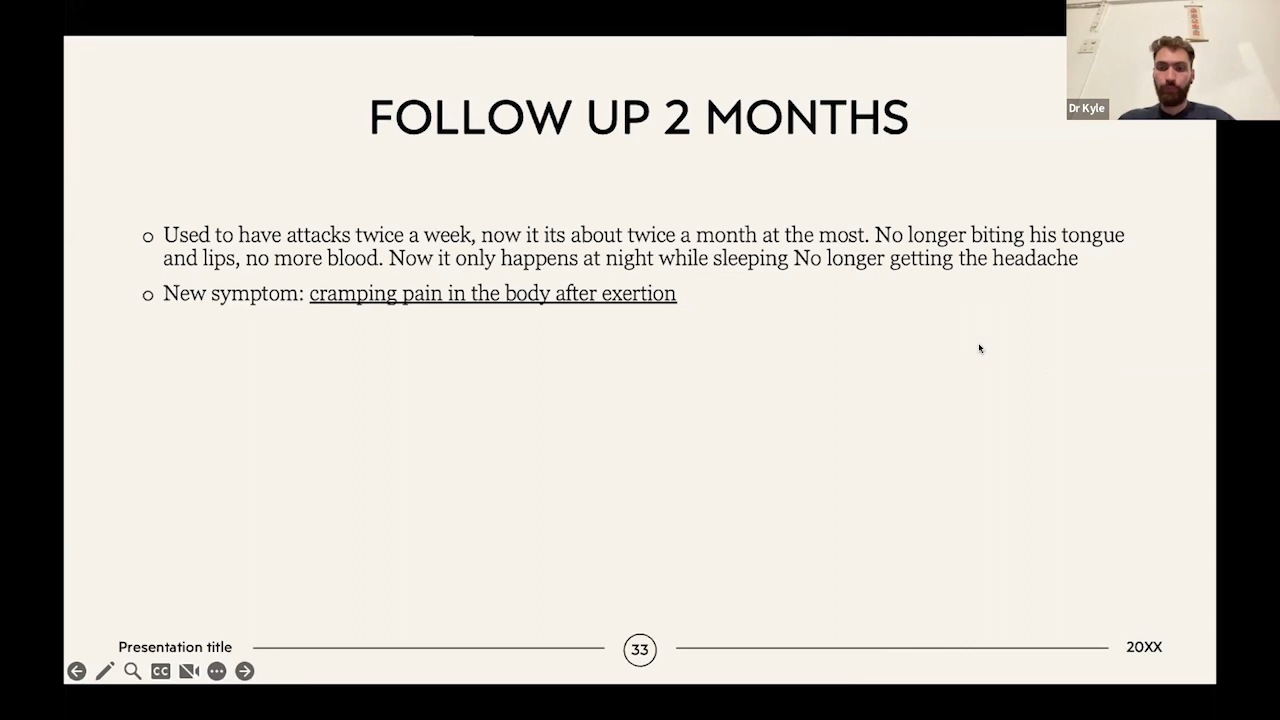 FOLLOW UP 2 MONTHS
Dr Kyle
Used to have attacks twice a week, now it its about twice a month at the most. No longer biting his tongue
and lips, no more blood. Now it only happens at night while sleeping No longer getting the headache
New symptom: cramping pain in the body after exertion
Presentation title
33
20XX
CC